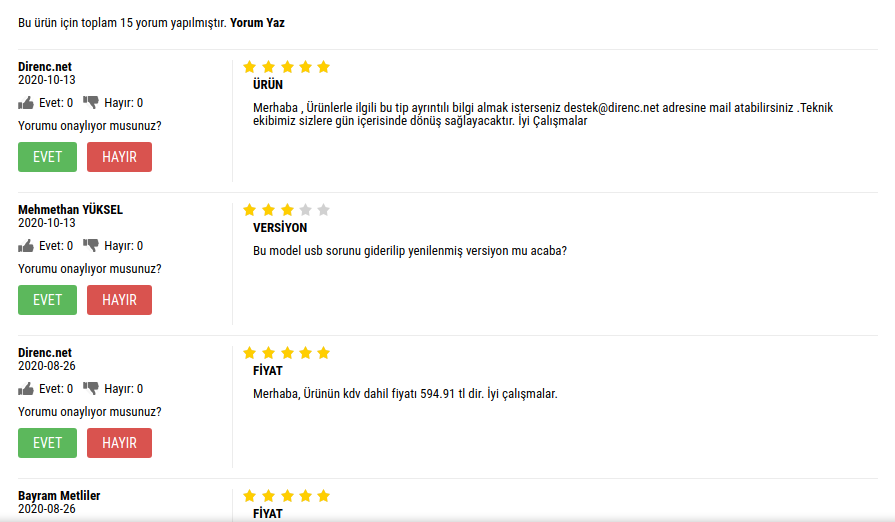 Bu ürün için toplam 15 yorum yapılmıştır. Yorum Yaz
Direnc.net
2020-10-13
Evet: 0 Hayır: 0
Yorumu onaylıyor musunuz?
EVET HAYIR
ÜRÜN
Merhaba , Ürünlerle ilgili bu tip ayrıntılı bilgi almak isterseniz destek@direnc.net adresine mail atabilirsiniz .Teknik
ekibimiz sizlere gün içerisinde dönüş sağlayacaktır. İyi Çalışmalar
Mehmethan YÜKSEL
2020-10-13
Evet: 0 Hayır: 0
Yorumu onaylıyor musunuz?
EVET HAYIR
VERSİYON
Bu model usb sorunu giderilip yenilenmiş versiyon mu acaba?
Direnc.net
2020-08-26
Evet: 0 Hayır: 0
Yorumu onaylıyor musunuz?
EVET HAYIR
FİYAT
Merhaba, Ürünün kdv dahil fiyatı 594.91 tl dir. İyi çalışmalar.
Bayram Metliler
2020-08-26
FİYAT